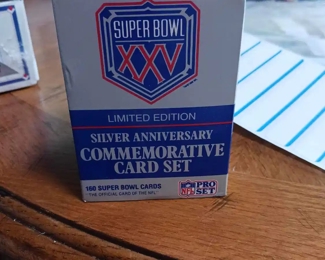 SUPER BOWL
XXV
LIMITED EDITION
SILVER ANNIVERSARY
COMMEMORATIVE
CARD SET
160 SUPER BOWL CARDS
THE OFFICIAL CARD OF THE NFL
NFL PRO
SET